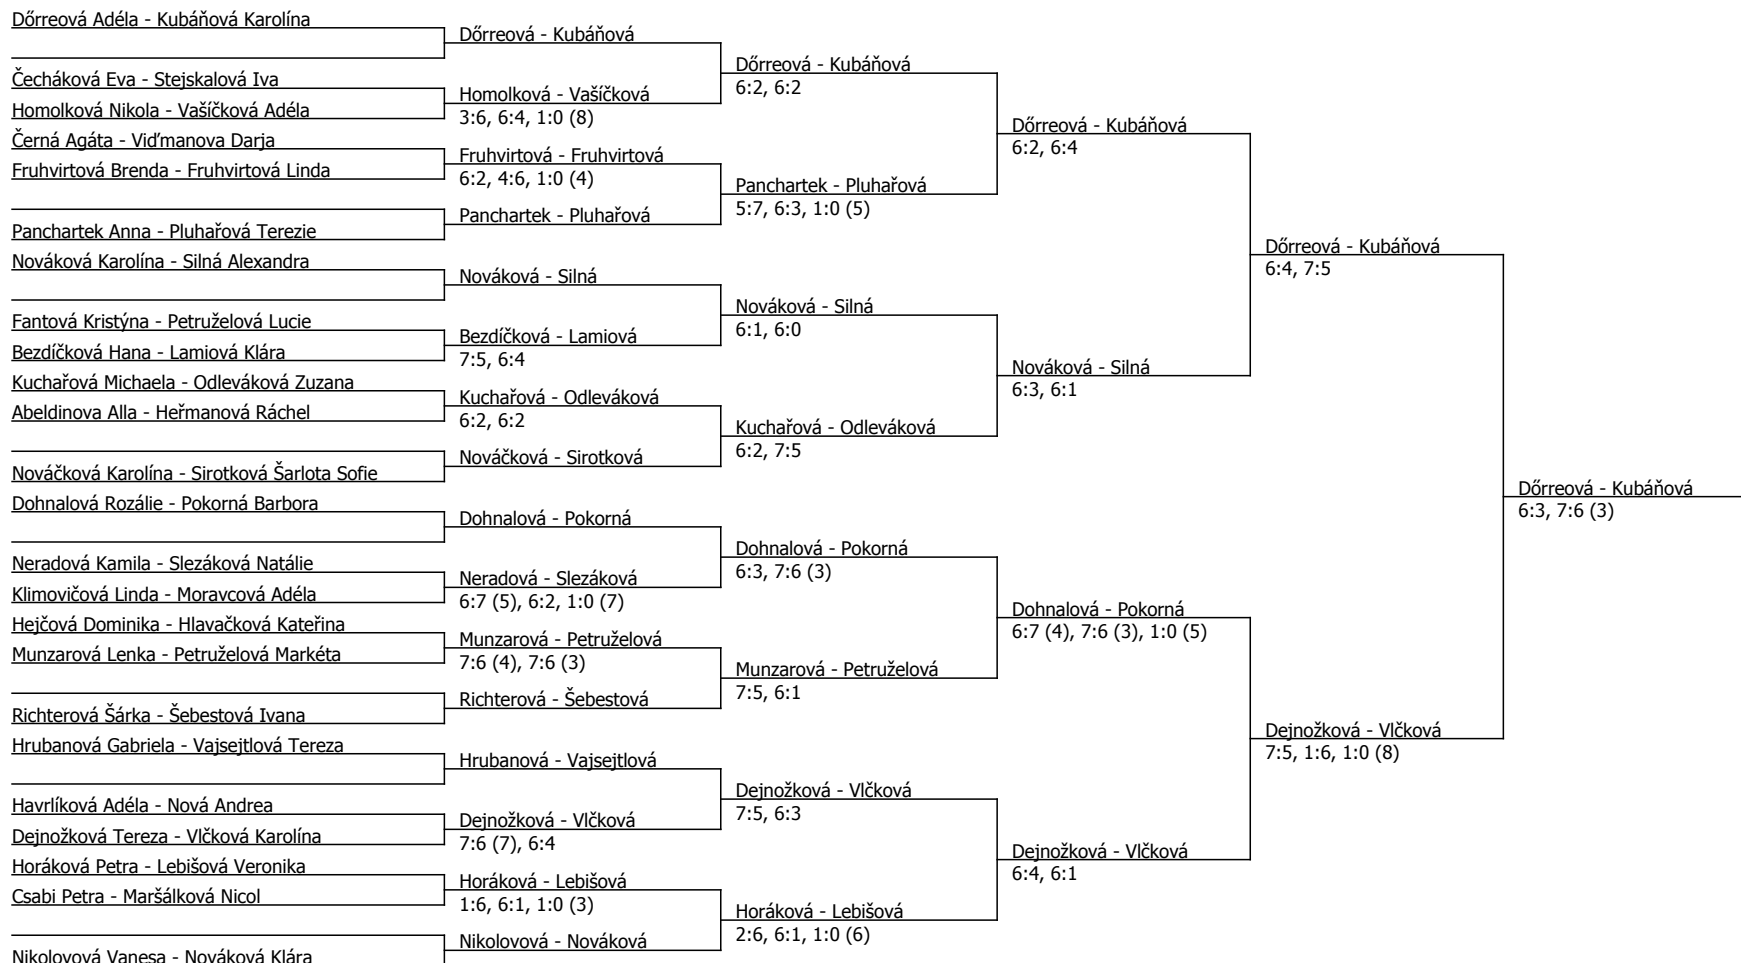 Dőrreová Adéla - Kubáňová Karolína
Čecháková Eva - Stejskalová Iva
Homolková Nikola - Vašíčková Adéla
Černá Agáta - Viďmanova Darja
Fruhvirtová Brenda - Fruhvirtová Linda
Panchartek Anna - Pluhařová Terezie
Nováková Karolína - Silná Alexandra
Fantová Kristýna - Petruželová Lucie
Bezdíčková Hana - Lamiová Klára
Kuchařová Michaela - Odleváková Zuzana
Abeldinova Alla - Heřmanová Ráchel
Nováčková Karolína - Sirotková Šarlota Sofie
Dohnalová Rozálie - Pokorná Barbora
Neradová Kamila - Slezáková Natálie
Klimovičová Linda - Moravcová Adéla
Hejčová Dominika - Hlavačková Kateřina
Munzarová Lenka - Petruželová Markéta
Richterová Šárka - Šebestová Ivana
Hrubanová Gabriela - Vajsejtlová Tereza
Havrlíková Adéla - Nová Andrea
Dejnožková Tereza - Vlčková Karolína
Horáková Petra - Lebišová Veronika
Csabi Petra - Maršálková Nicol
Nikolovová Vanesa - Nováková Klára
Dőrreová - Kubáňová
Homolková - Vašíčková
3:6, 6:4, 1:0 (8)
Fruhvirtová - Fruhvirtová
6:2, 4:6, 1:0 (4)
Panchartek - Pluhařová
Nováková - Silná
Bezdíčková - Lamiová
7:5, 6:4
Kuchařová - Odleváková
6:2, 6:2
Nováčková - Sirotková
Dohnalová - Pokorná
Neradová - Slezáková
6:7 (5), 6:2, 1:0 (7)
Munzarová - Petruželová
7:6 (4), 7:6 (3)
Richterová - Šebestová
Hrubanová - Vajsejtlová
Dejnožková - Vlčková
7:6 (7), 6:4
Horáková - Lebišová
1:6, 6:1, 1:0 (3)
Nikolovová - Nováková
Dőrreová - Kubáňová
6:2, 6:2
Panchartek - Pluhařová
5:7, 6:3, 1:0 (5)
Nováková - Silná
6:1, 6:0
Kuchařová - Odleváková
6:2, 7:5
Dohnalová - Pokorná
6:3, 7:6 (3)
Munzarová - Petruželová
7:5, 6:1
Dejnožková - Vlčková
7:5, 6:3
Horáková - Lebišová
2:6, 6:1, 1:0 (6)
Dőrreová - Kubáňová
6:2, 6:4
Nováková - Silná
6:3, 6:1
Dohnalová - Pokorná
6:7 (4), 7:6 (3), 1:0 (5)
Dejnožková - Vlčková
6:4, 6:1
Dőrreová - Kubáňová
6:4, 7:5
Dejnožková - Vlčková
7:5, 1:6, 1:0 (8)
Dőrreová - Kubáňová
6:3, 7:6 (3)